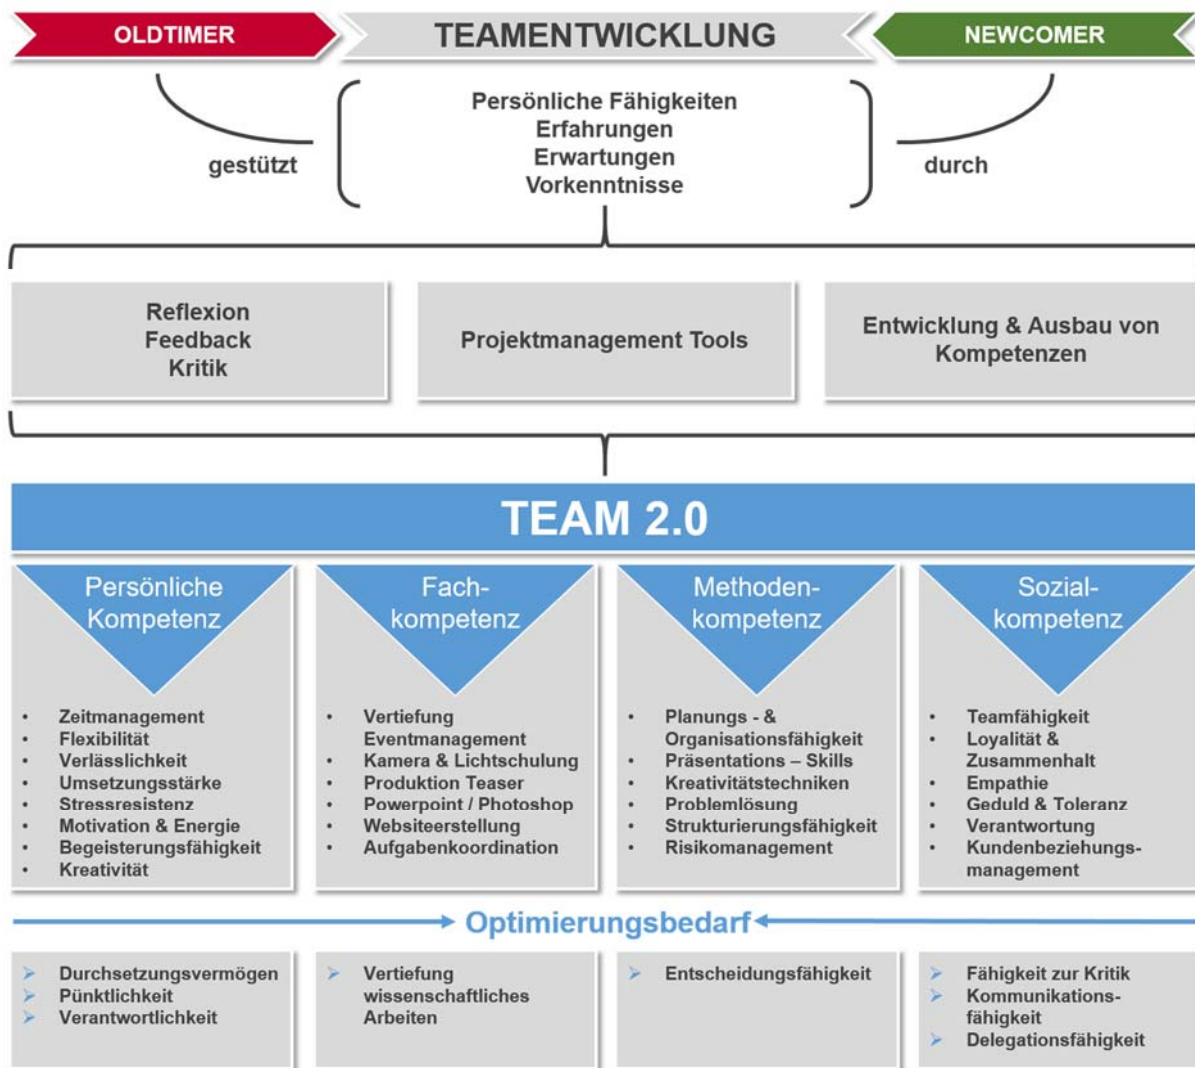 OLDTIMER
TEAMENTWICKLUNG
NEWCOMER
Persönliche Fähigkeiten
Erfahrungen
Erwartungen
Vorkenntnisse
gestützt
durch
Reflexion
Feedback
Kritik
Projektmanagement Tools
Entwicklung & Ausbau von
Kompetenzen
TEAM 2.0
Persönliche
Kompetenz
• Zeitmanagement
• Flexibilität
• Verlässlichkeit
• Umsetzungsstärke
• Stressresistenz
• Motivation & Energie
• Begeisterungsfähigkeit
• Kreativität
Fach-
kompetenz
• Vertiefung
Eventmanagement
• Kamera & Lichtschulung
• Produktion Teaser
• Powerpoint / Photoshop
• Websiteerstellung
• Aufgabenkoordination
Methoden-
kompetenz
• Planungs - &
Organisationsfähigkeit
• Präsentations – Skills
• Kreativitätstechniken
• Problemlösung
• Strukturierungsfähigkeit
• Risikomanagement
Sozial-
kompetenz
• Teamfähigkeit
• Loyalität &
Zusammenhalt
• Empathie
• Geduld & Toleranz
• Verantwortung
• Kundenbeziehungs-
management
Optimierungsbedarf
➢ Durchsetzungsvermögen
➢ Pünktlichkeit
➢ Verantwortlichkeit
➢ Vertiefung
wissenschaftliches
Arbeiten
➢ Entscheidungsfähigkeit
➢ Fähigkeit zur Kritik
➢ Kommunikations-
fähigkeit
➢ Delegationsfähigkeit